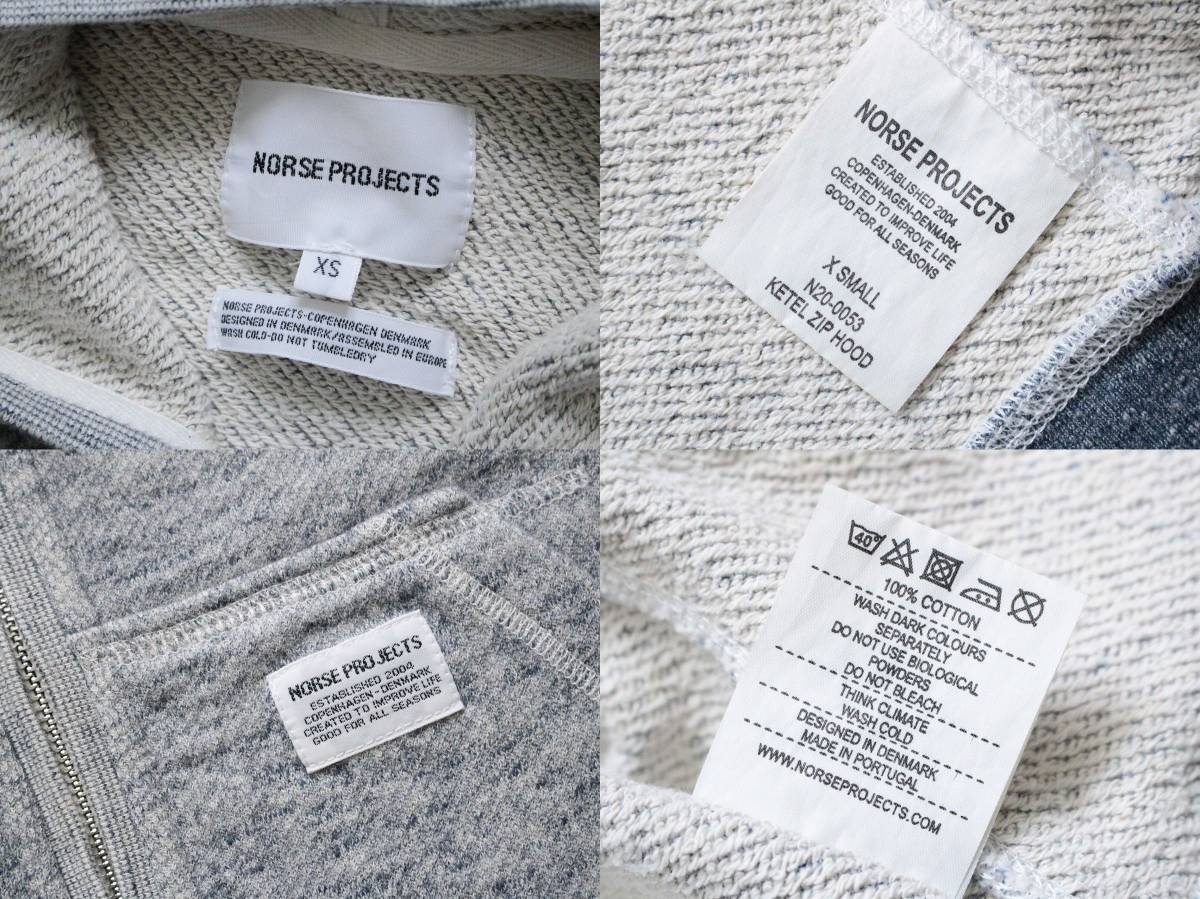 NORSE PROJECTS
XS
NORSE PROJECTS-COPENHAGEN DENMARK
DESIGNED IN DENMARK/ASSEMBLED IN EUROPE
WASH COLD-DO NOT TUMBLEDRY
NORSE PROJECTS
ESTABLISHED 2004
COPENHAGEN-DENMARK
CREATED TO IMPROVE LIFE
GOOD FOR ALL SEASONS
X SMALL
N20-0053
KETEL ZIP HOOD
NORSE PROJECTS
ESTABLISHED 2004
COPENHAGEN-DENMARK
CREATED TO IMPROVE LIFE
GOOD FOR ALL SEASONS
40°
100% COTTON
WASH DARK COLOURS
SEPARATELY
DO NOT USE BIOLOGICAL
POWDERS
DO NOT BLEACH
THINK CLIMATE
WASH COLD
DESIGNED IN DENMARK
MADE IN PORTUGAL
WWW.NORSEPROJECTS.COM